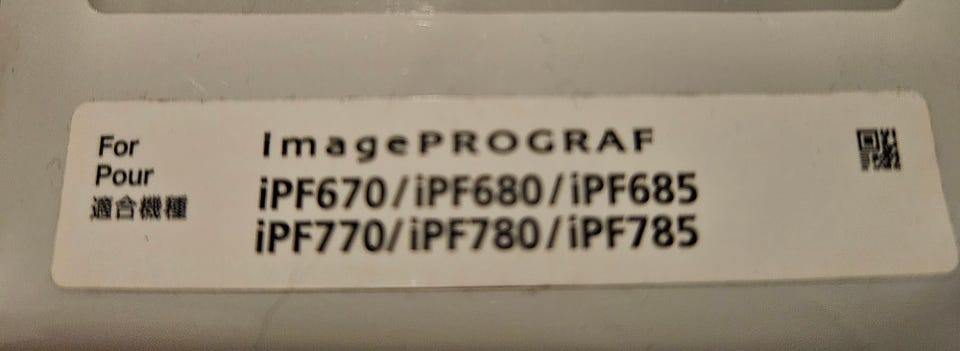 For
Pour
適合機種
ImagePROGRAF
iPF670/iPF680/iPF685
iPF770/iPF780/iPF785